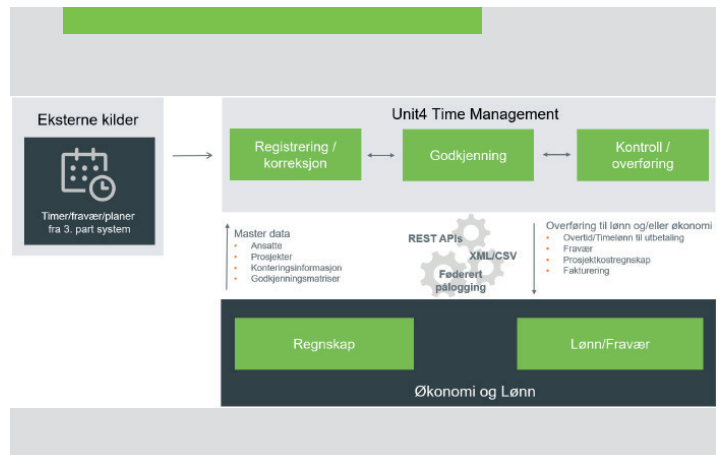 Eksterne kilder
Timer/fravær/planer
fra 3. part system
Unit4 Time Management
Registrering /
korreksjon
Godkjenning
Kontroll /
overføring
Master data
• Ansatte
• Prosjekter
• Konteringsinformasjon
• Godkjenningsmatriser
REST APIs
XML/CSV
Føderert
pålogging
Overføring til lønn og/eller økonomi
• Overtid/Timelønn til utbetaling
• Fravær
• Prosjektkostregnskap
• Fakturering
Regnskap
Lønn/Fravær
Økonomi og Lønn